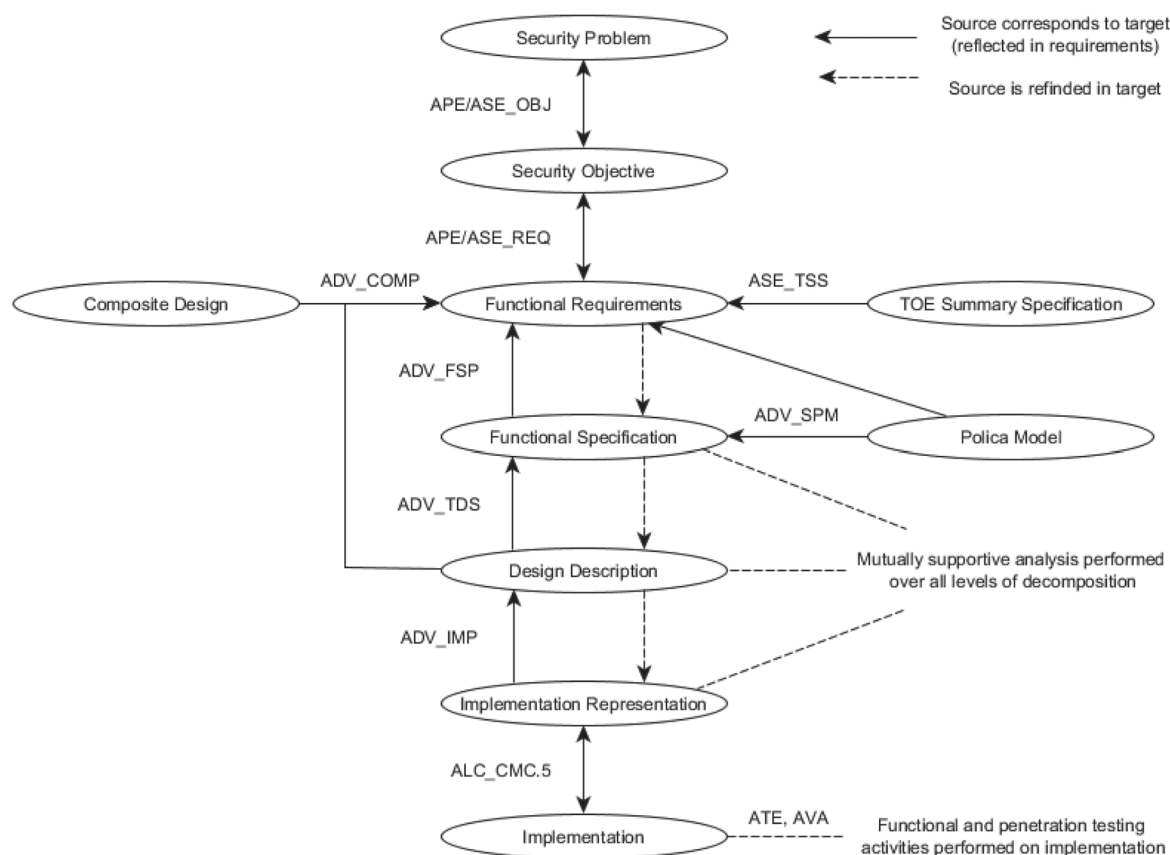 Security Problem
Source corresponds to target
(reflected in requirements)
Source is refinded in target
APE/ASE_OBJ
Security Objective
APE/ASE_REQ
ADV_COMP
ASE_TSS
Composite Design
Functional Requirements
TOE Summary Specification
ADV_FSP
ADV_SPM
Functional Specification
Polica Model
ADV_TDS
Design Description
Mutually supportive analysis performed
over all levels of decomposition
ADV_IMP
Implementation Representation
ALC_CMC.5
Implementation
ATE, AVA
Functional and penetration testing
activities performed on implementation